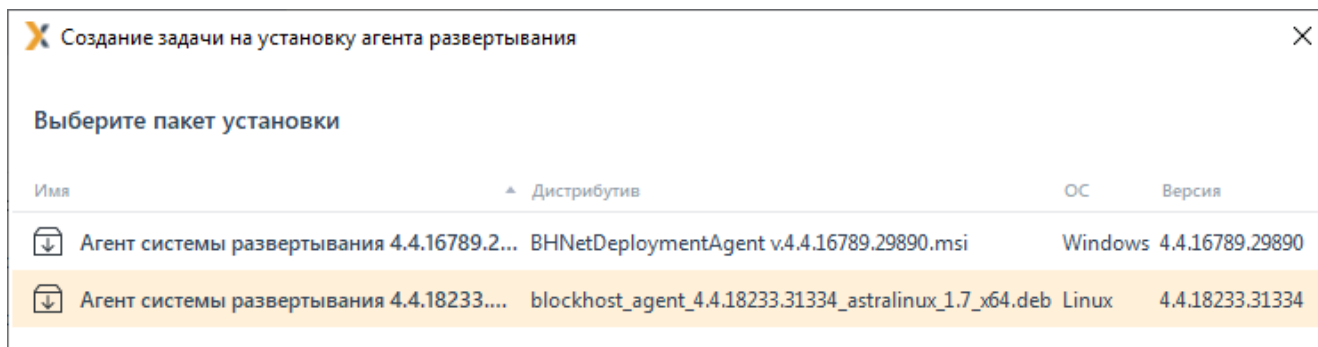 Создание задачи на установку агента развертывания
Выберите пакет установки
Имя Дистрибутив ОС Версия
Агент системы развертывания 4.4.16789.2... BHNetDeploymentAgent v.4.4.16789.29890.msi Windows 4.4.16789.29890
Агент системы развертывания 4.4.18233.... blockhost_agent_4.4.18233.31334_astralinux_1.7_x64.deb Linux 4.4.18233.31334